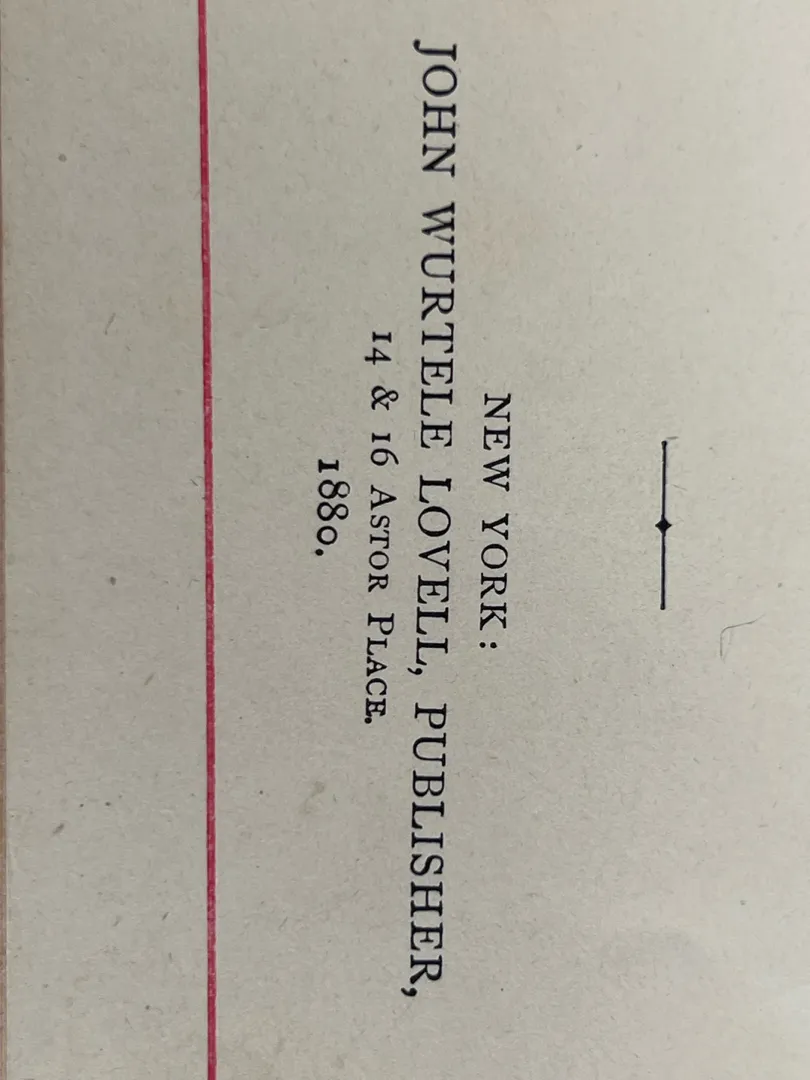 NEW YORK:
JOHN WURTELE LOVELL, PUBLISHER,
14 & 16 ASTOR PLACE.
1880.